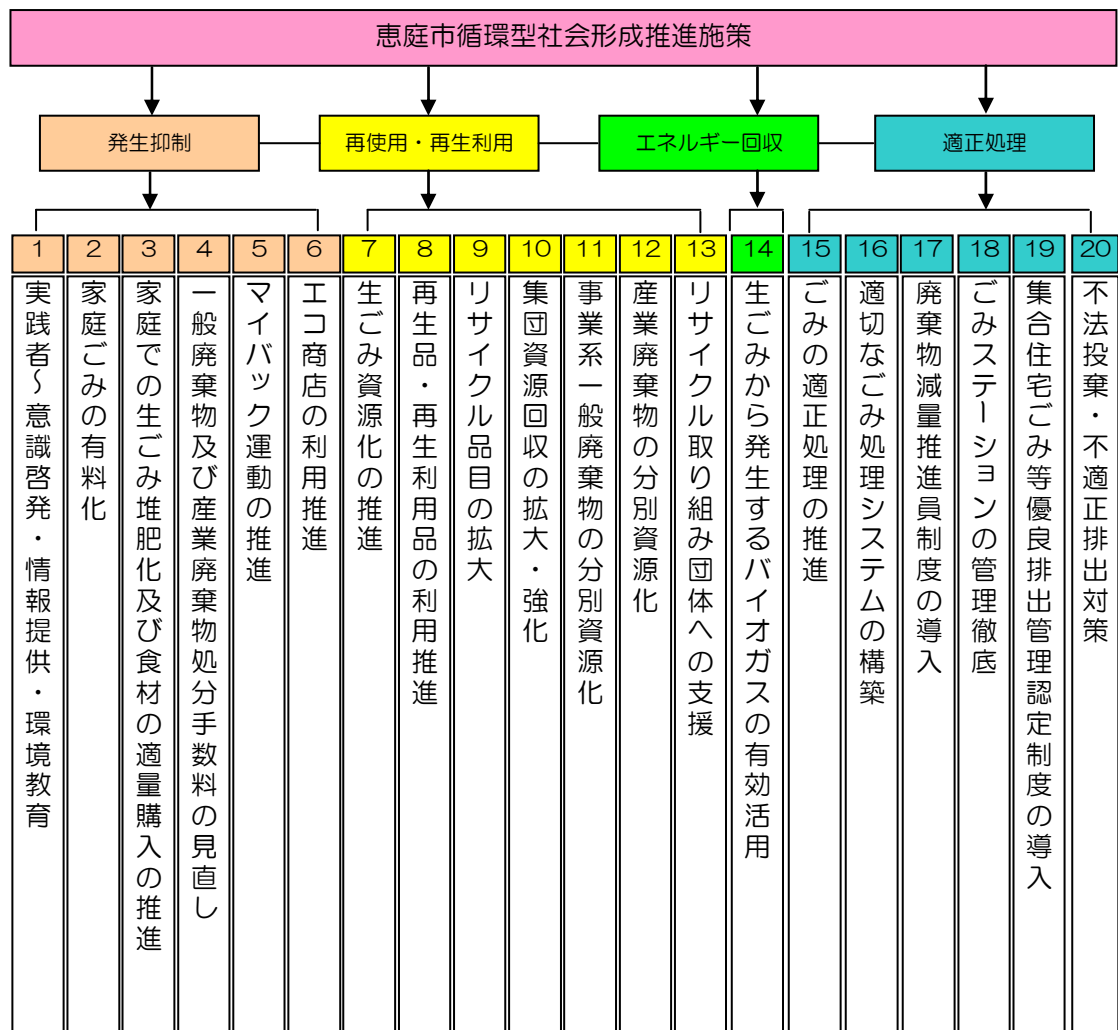 恵庭市循環型社会形成推進施策
発生抑制
再使用・再生利用
エネルギー回収
適正処理
1
2
3
4
5
6
7
8
9
10
11
12
13
14
15
16
17
18
19
20
実践者～意識啓発・情報提供・環境教育
家庭ごみの有料化
家庭での生ごみ堆肥化及び食材の適量購入の推進
一般廃棄物及び産業廃棄物処分手数料の見直し
マイバック運動の推進
エコ商店の利用推進
生ごみ資源化の推進
再生品・再生利用品の利用推進
リサイクル品目の拡大
集団資源回収の拡大・強化
事業系一般廃棄物の分別資源化
産業廃棄物の分別資源化
リサイクル取り組み団体への支援
生ごみから発生するバイオガスの有効活用
ごみの適正処理の推進
適切なごみ処理システムの構築
廃棄物減量推進員制度の導入
ごみステーションの管理徹底
集合住宅ごみ等優良排出管理認定制度の導入
不法投棄・不適正排出対策